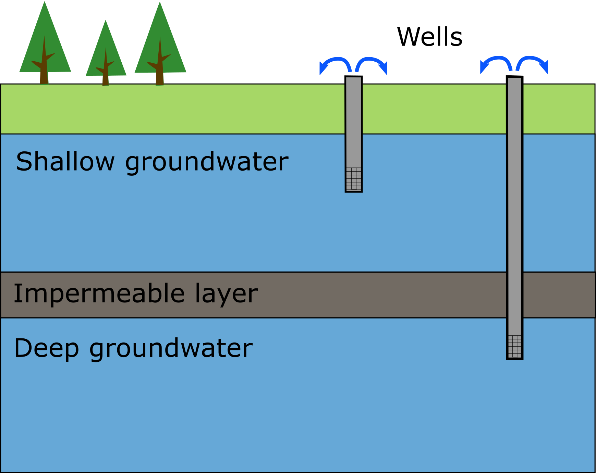 Wells
Shallow groundwater
Impermeable layer
Deep groundwater